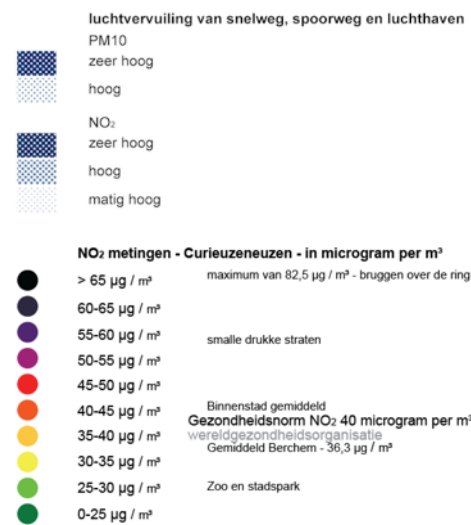 luchtvervuiling van snelweg, spoorweg en luchthaven
PM10
zeer hoog
hoog
NO₂
zeer hoog
hoog
matig hoog
NO₂ metingen - Curieuzeneuzen - in microgram per m³
> 65 µg / m³ maximum van 82,5 µg / m³ - bruggen over de ring
60-65 µg / m³
55-60 µg / m³ smalle drukke straten
50-55 µg / m³
45-50 µg / m³
40-45 µg / m³ Binnenstad gemiddeld
Gezondheidsnorm NO₂ 40 microgram per m³
35-40 µg / m³ wereldgezondheidsorganisatie
Gemiddeld Berchem - 36,3 µg / m³
30-35 µg / m³
25-30 µg / m³ Zoo en stadspark
0-25 µg / m³